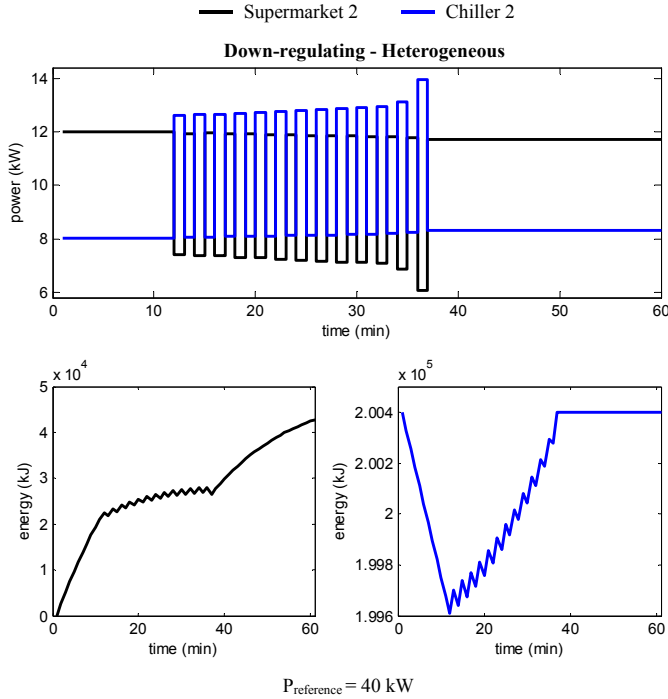 Supermarket 2 Chiller 2
Down-regulating - Heterogeneous
14
12
10
8
6
power (kW)
0 10 20 30 40 50 60
time (min)
x 10^4
5
4
3
2
1
0
energy (kJ)
0 20 40 60
time (min)
x 10^5
2.004
2.002
2
1.998
1.996
energy (kJ)
0 20 40 60
time (min)
P_reference = 40 kW